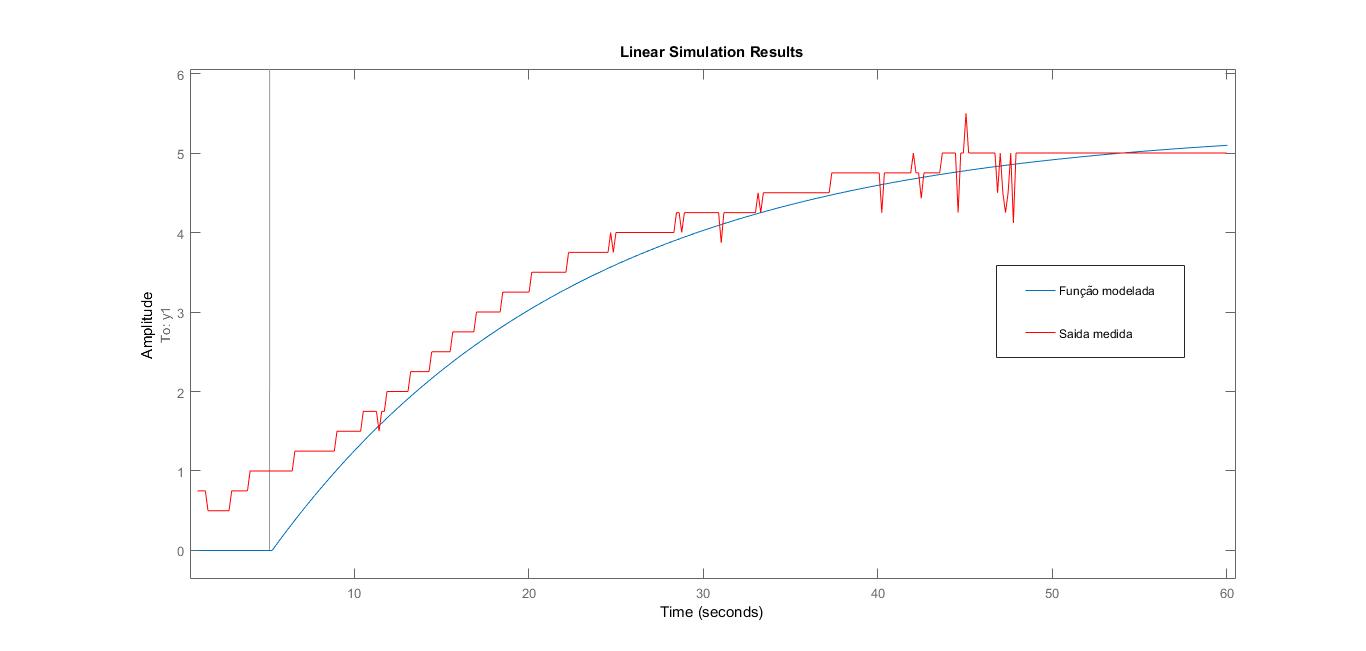 Linear Simulation Results
6
5
4
3
2
1
0
Amplitude
To: y1
Função modelada
Saida medida
10
20
30
40
50
60
Time (seconds)